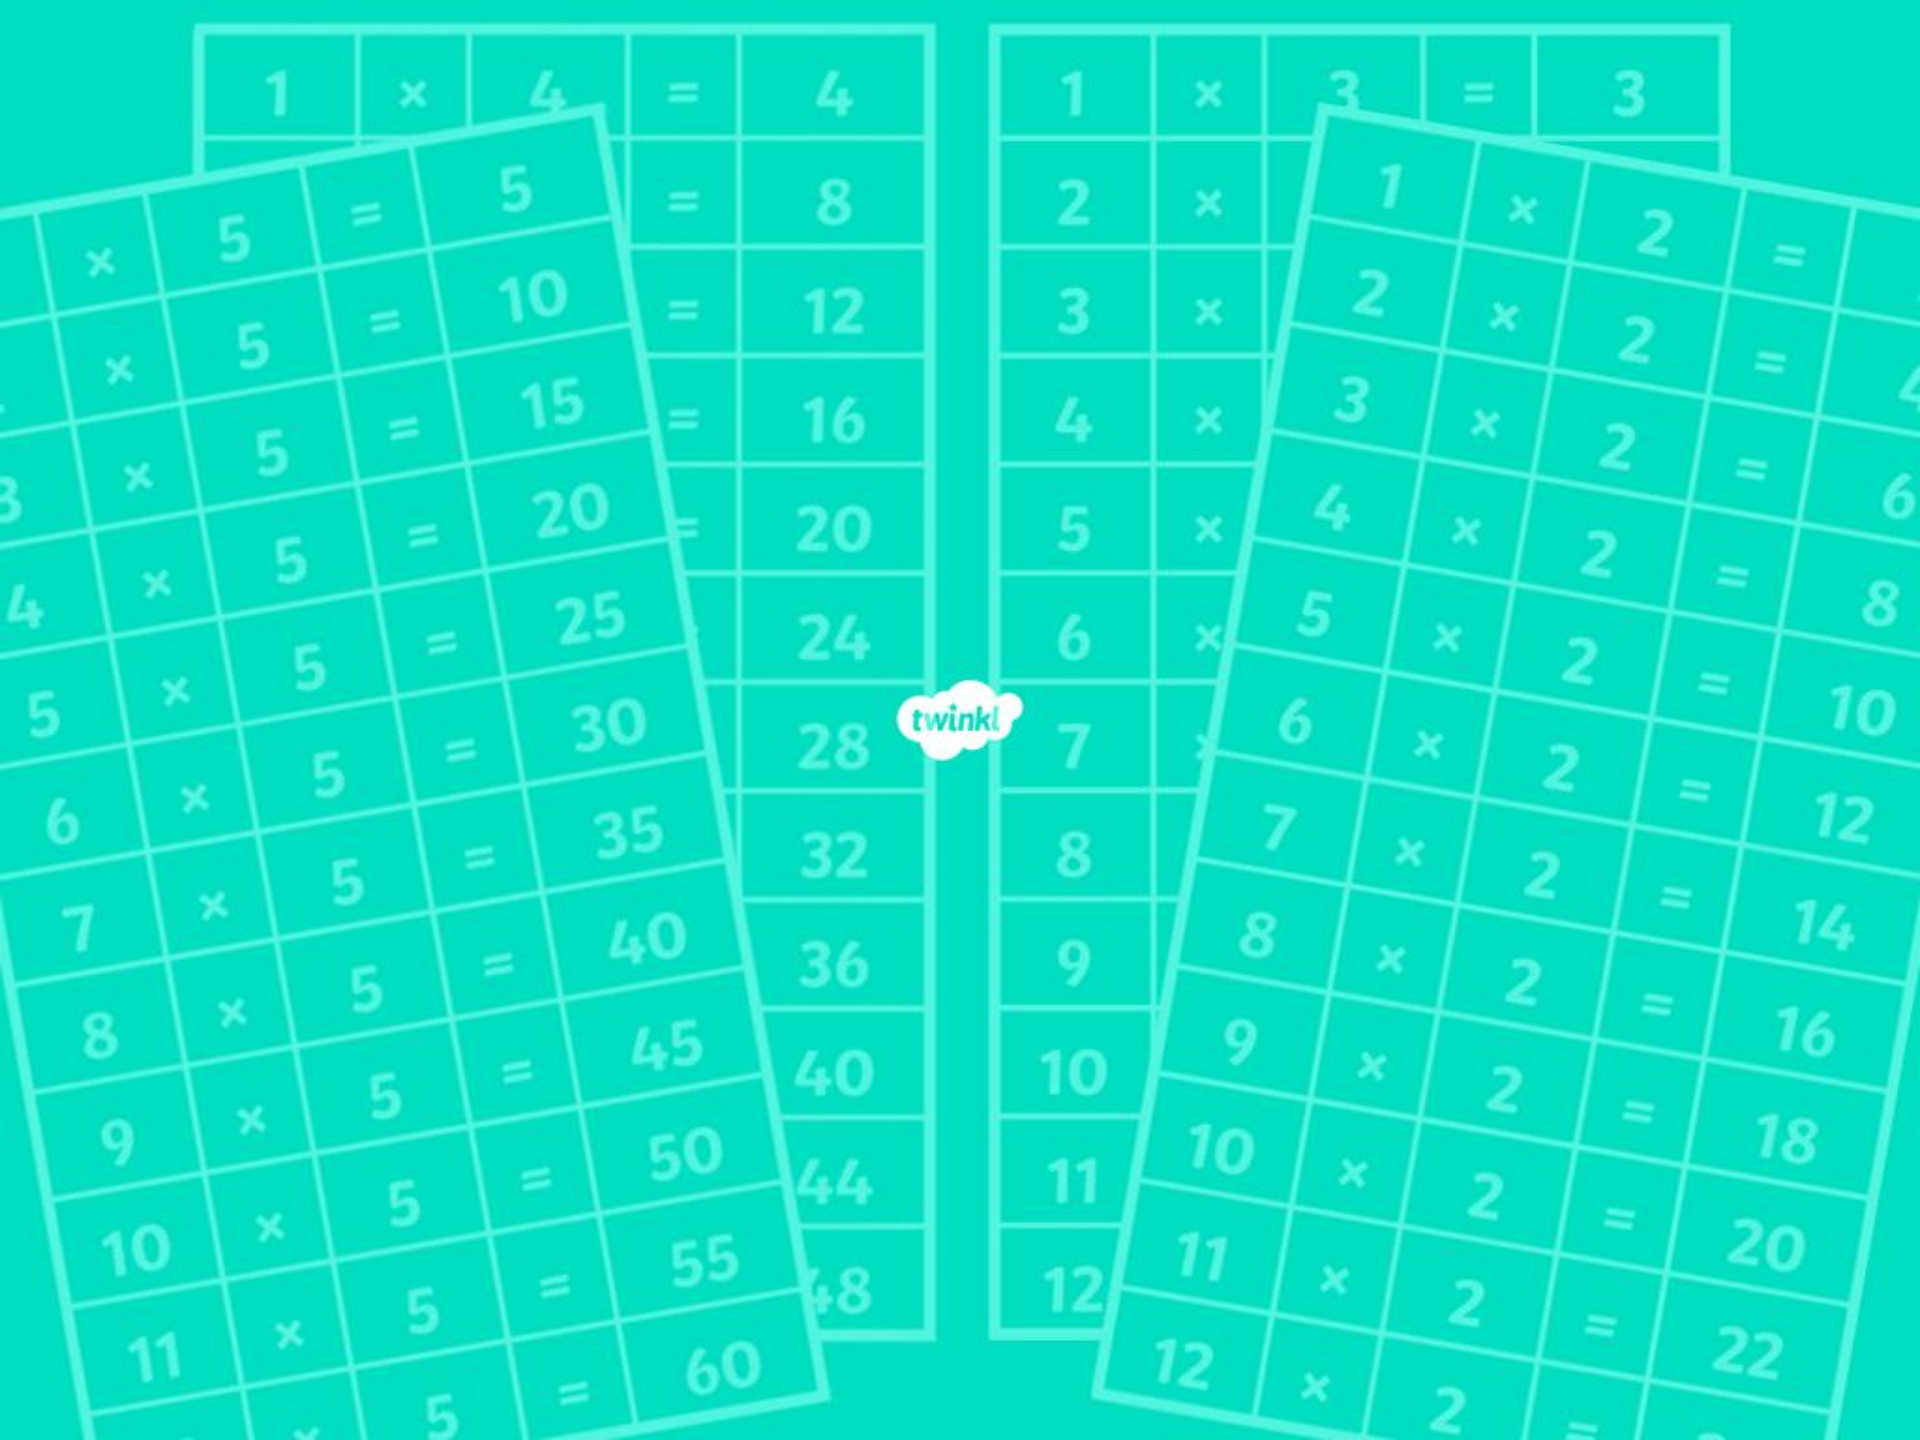 1 × 4 = 4
= 8
= 12
= 16
= 20
24
28
32
36
40
44
48
1 × 3 = 3
2 ×
3 ×
4 ×
5 ×
6 ×
7
8
9
10
11
12
× 5 = 5
× 5 = 10
3 × 5 = 15
4 × 5 = 20
5 × 5 = 25
6 × 5 = 30
7 × 5 = 35
8 × 5 = 40
9 × 5 = 45
10 × 5 = 50
11 × 5 = 55
× 5 = 60
1 × 2 =
2 × 2 = 4
3 × 2 = 6
4 × 2 = 8
5 × 2 = 10
6 × 2 = 12
7 × 2 = 14
8 × 2 = 16
9 × 2 = 18
10 × 2 = 20
11 × 2 = 22
12 × 2 =
twinkl